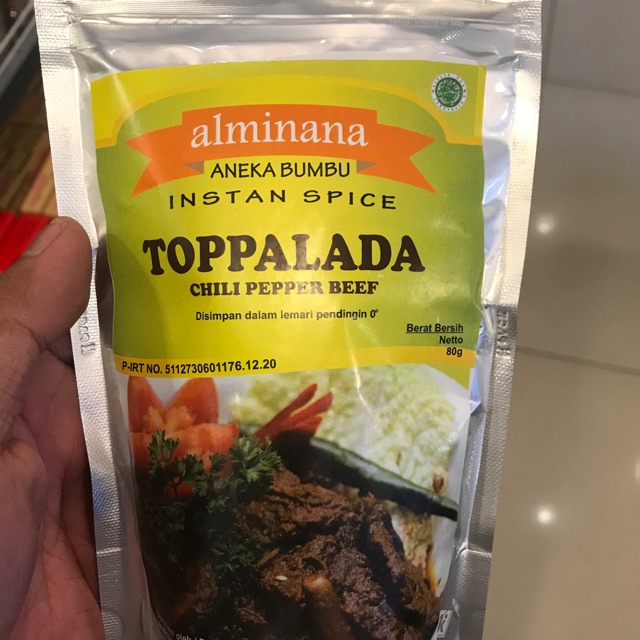 alminana
ANEKA BUMBU
INSTAN SPICE
TOPPALADA
CHILI PEPPER BEEF
Disimpan dalam lemari pendingin 0°
Berat Bersih
Netto
80g
P-IRT NO. 5112730601176.12.20